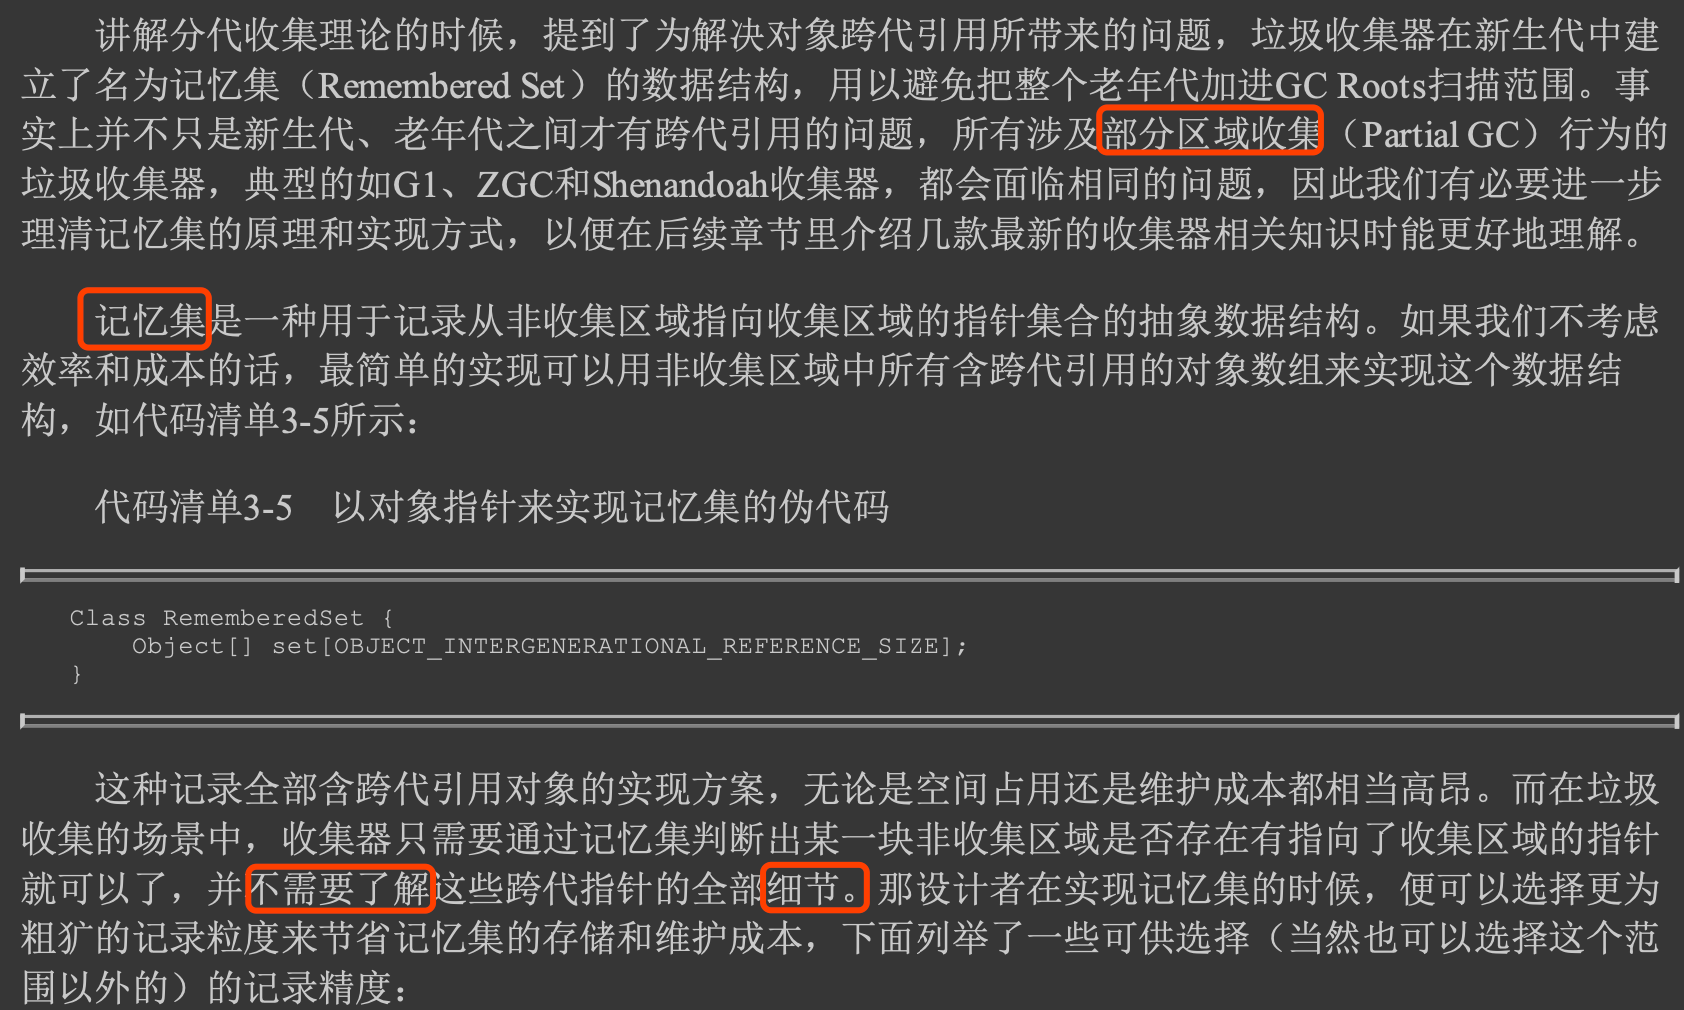 讲解分代收集理论的时候，提到了为解决对象跨代引用所带来的问题，垃圾收集器在新生代中建
立了名为记忆集（Remembered Set）的数据结构，用以避免把整个老年代加进GC Roots扫描范围。事
实上并不只是新生代、老年代之间才有跨代引用的问题，所有涉及部分区域收集（Partial GC）行为的
垃圾收集器，典型的如G1、ZGC和Shenandoah收集器，都会面临相同的问题，因此我们有必要进一步
理清记忆集的原理和实现方式，以便在后续章节里介绍几款最新的收集器相关知识时能更好地理解。
记忆集是一种用于记录从非收集区域指向收集区域的指针集合的抽象数据结构。如果我们不考虑
效率和成本的话，最简单的实现可以用非收集区域中所有含跨代引用的对象数组来实现这个数据结
构，如代码清单3-5所示：
代码清单3-5　以对象指针来实现记忆集的伪代码
Class RememberedSet {
    Object[] set[OBJECT_INTERGENERATIONAL_REFERENCE_SIZE];
}
这种记录全部含跨代引用对象的实现方案，无论是空间占用还是维护成本都相当高昂。而在垃圾
收集的场景中，收集器只需要通过记忆集判断出某一块非收集区域是否存在有指向了收集区域的指针
就可以了，并不需要了解这些跨代指针的全部细节。那设计者在实现记忆集的时候，便可以选择更为
粗犷的记录粒度来节省记忆集的存储和维护成本，下面列举了一些可供选择（当然也可以选择这个范
围以外的）的记录精度：